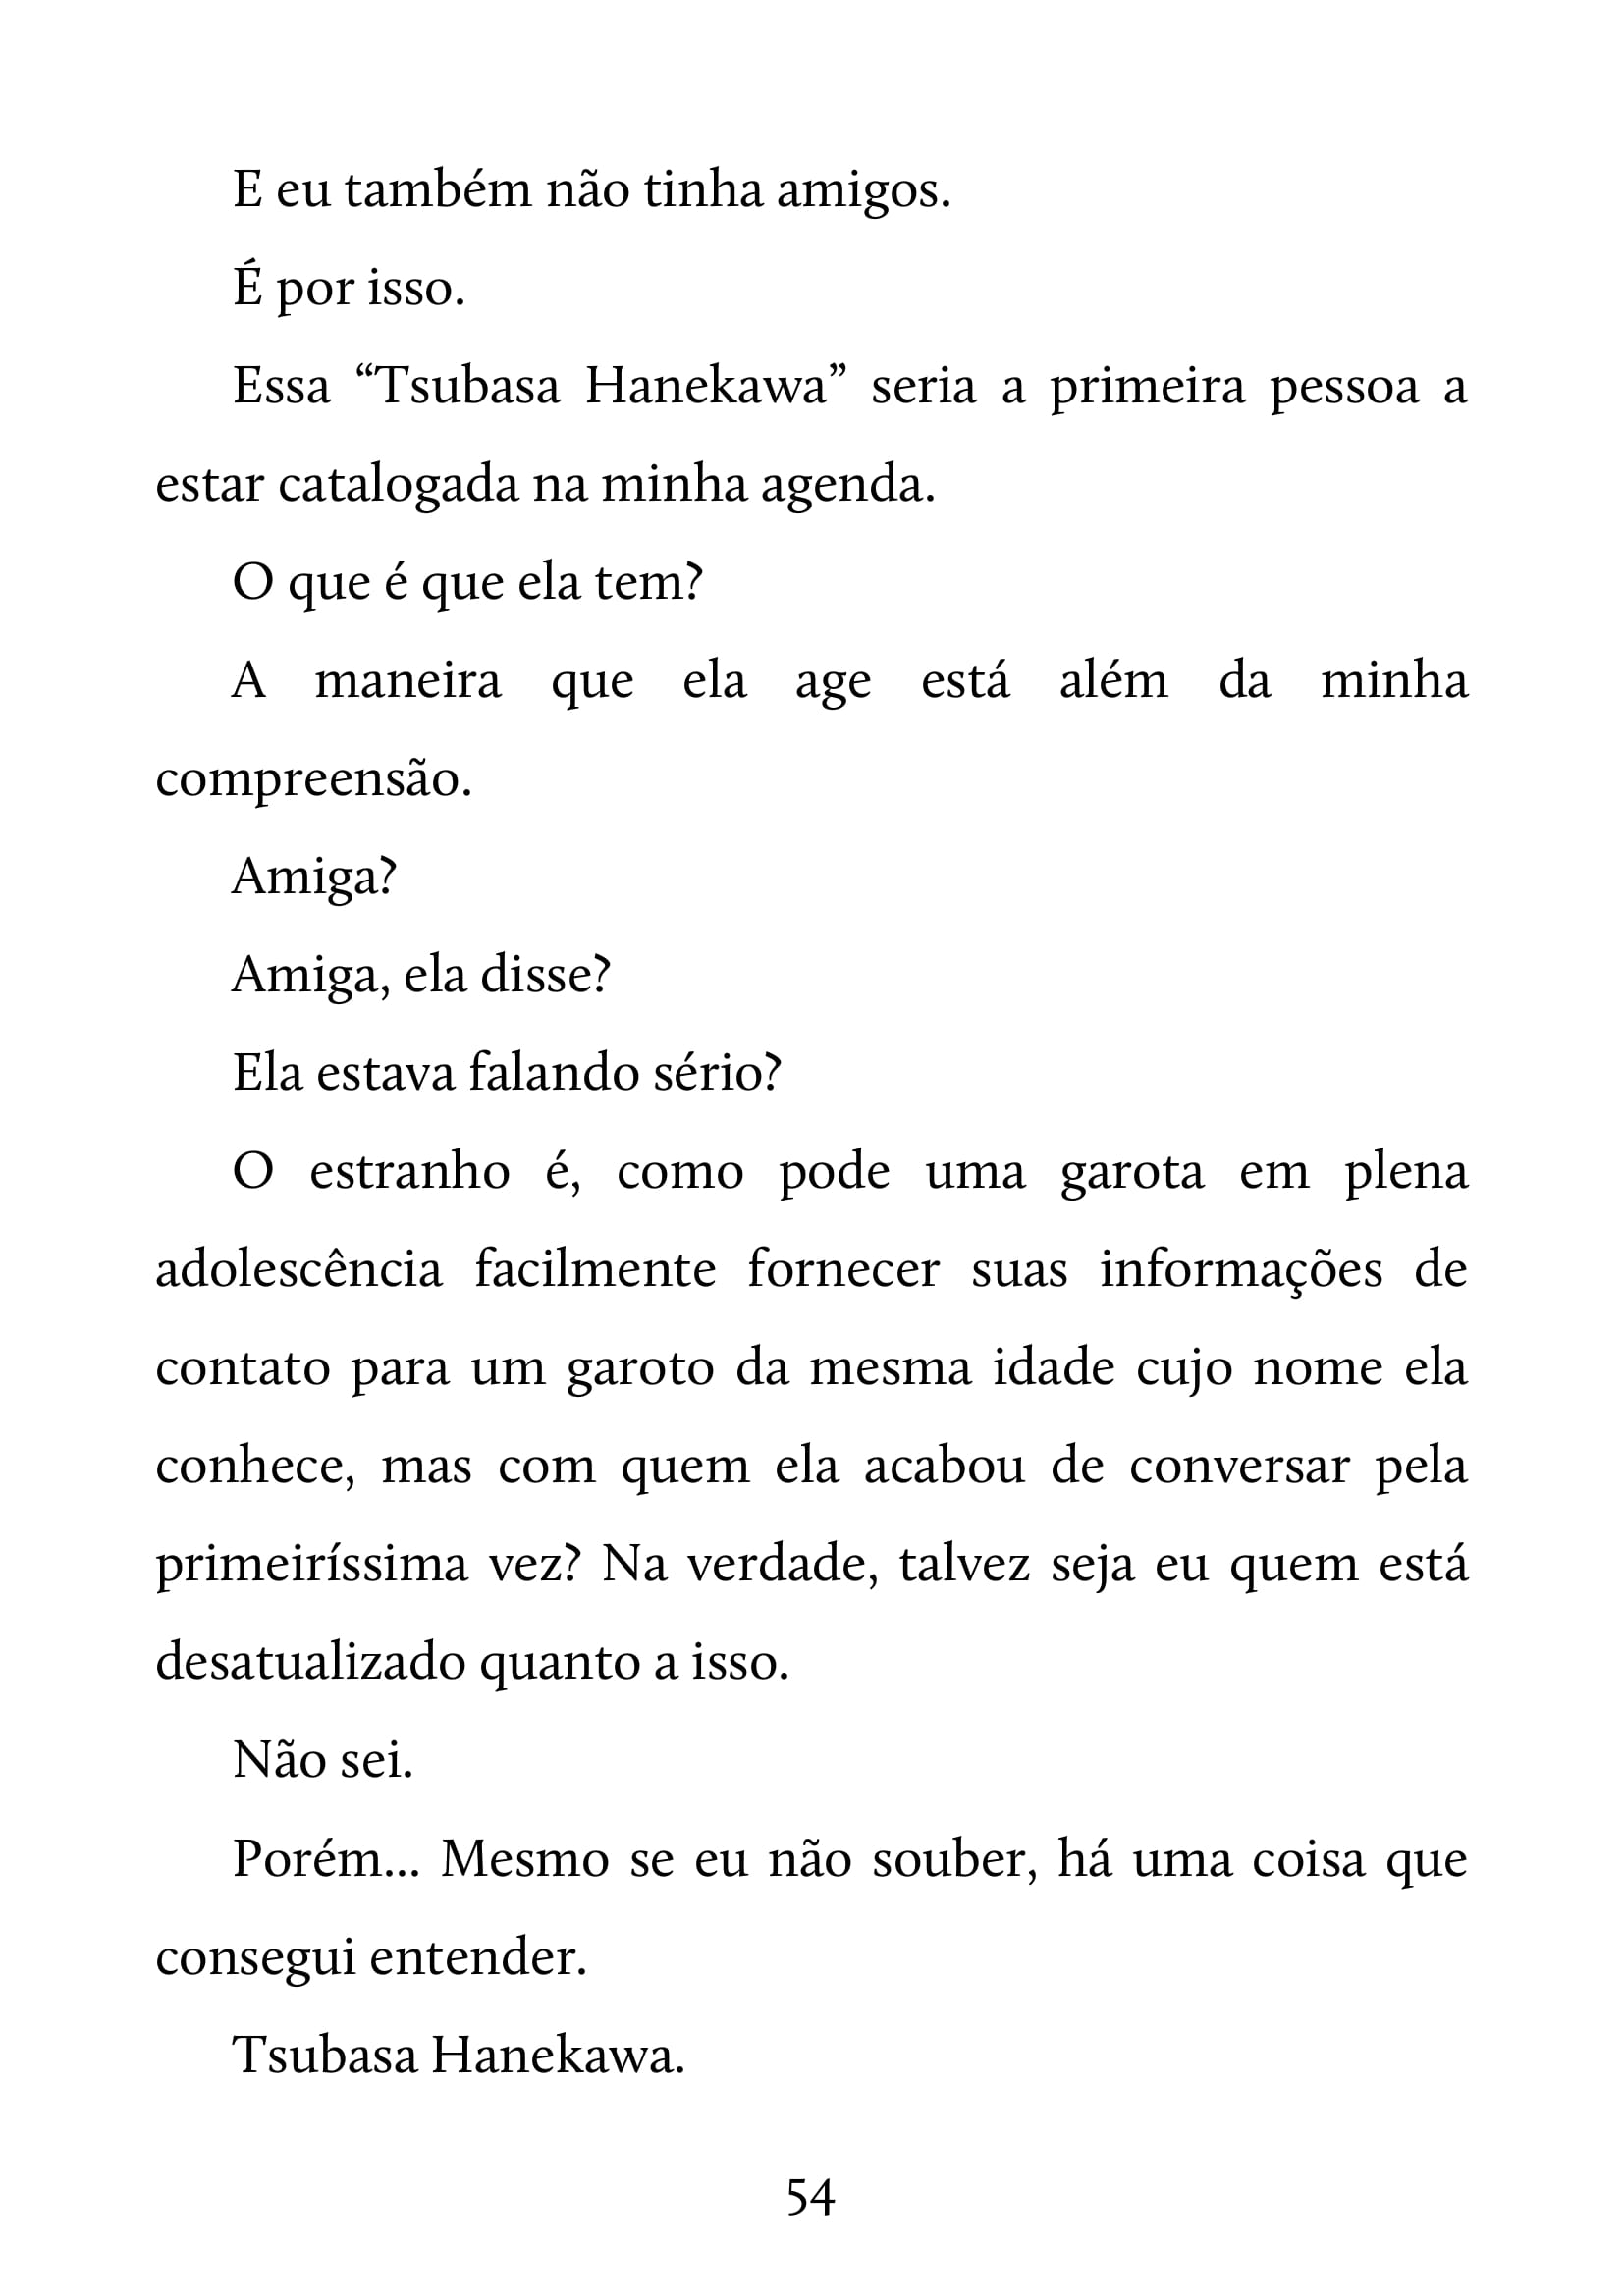 E eu também não tinha amigos.
É por isso.
Essa “Tsubasa Hanekawa” seria a primeira pessoa a
estar catalogada na minha agenda.
O que é que ela tem?
A maneira que ela age está além da minha
compreensão.
Amiga?
Amiga, ela disse?
Ela estava falando sério?
O estranho é, como pode uma garota em plena
adolescência facilmente fornecer suas informações de
contato para um garoto da mesma idade cujo nome ela
conhece, mas com quem ela acabou de conversar pela
primeiríssima vez? Na verdade, talvez seja eu quem está
desatualizado quanto a isso.
Não sei.
Porém... Mesmo se eu não souber, há uma coisa que
consegui entender.
Tsubasa Hanekawa.
54